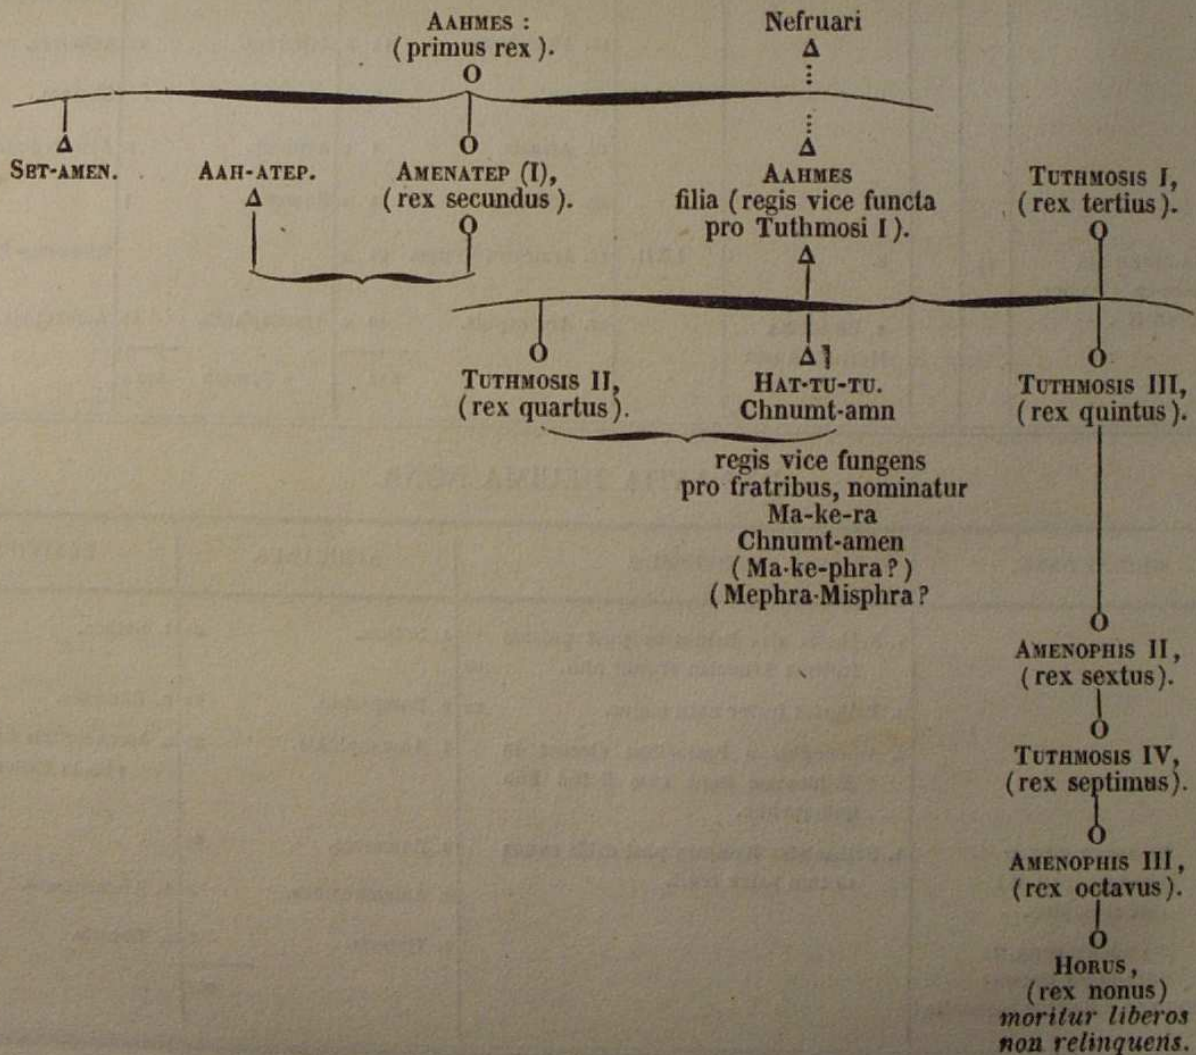 AAHMES :
(primus rex).
O
Nefruari
Δ
Δ
SET-AMEN.
AAH-ATEP.
Δ
O
AMENATEP (I),
(rex secundus).
O
Δ
AAHMES
filia (regis vice functa
pro Tuthmosi I).
Δ
TUTHMOSIS I,
(rex tertius).
O
O
TUTHMOSIS II,
(rex quartus).
Δ
HAT-TU-TU.
Chnumt-amn
O
TUTHMOSIS III,
(rex quintus).
regis vice fungens
pro fratribus, nominatur
Ma-ke-ra
Chnumt-amen
(Ma-ke-phra?)
(Mephra-Misphra?
O
AMENOPHIS II,
(rex sextus).
O
TUTHMOSIS IV,
(rex septimus).
O
AMENOPHIS III,
(rex octavus).
O
HORUS,
(rex nonus)
moritur liberos
non relinquens.